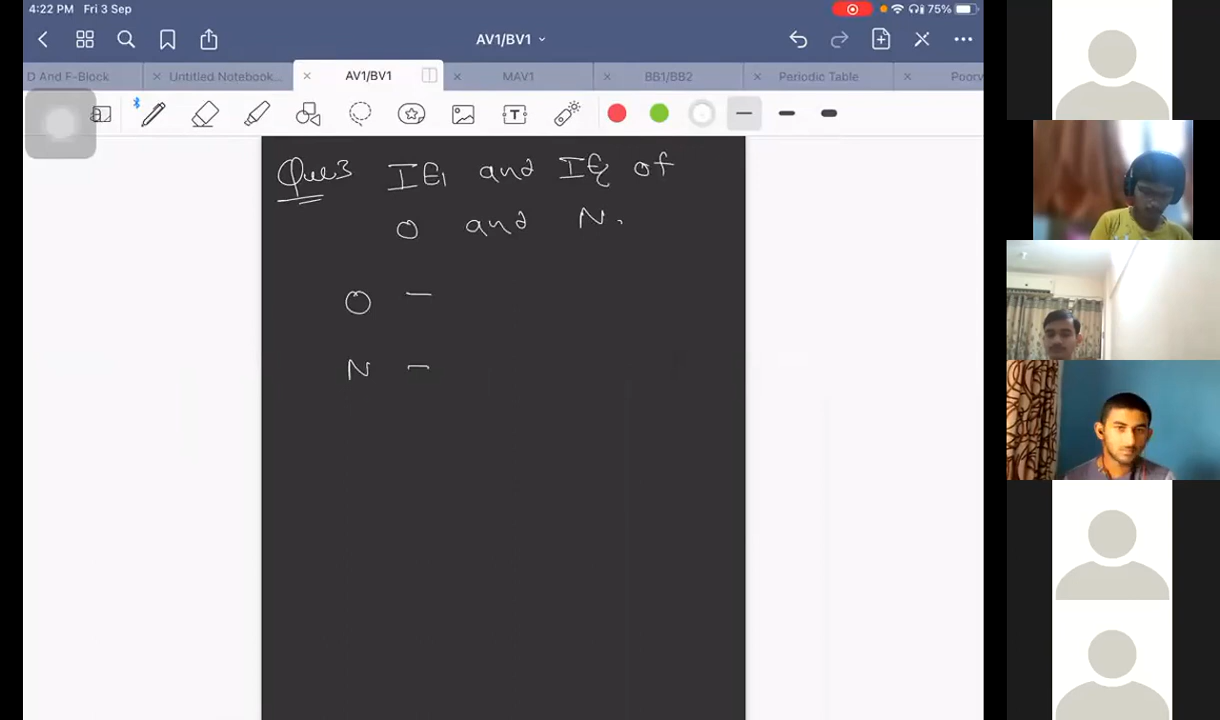 4:22 PM Fri 3 Sep
75%
AV1/BV1
D And F-Block
Untitled Notebook...
AV1/BV1
MAV1
BB1/BB2
Periodic Table
Poorv
T
Que3 IE1 and IE2 of
O and N.
O -
N -